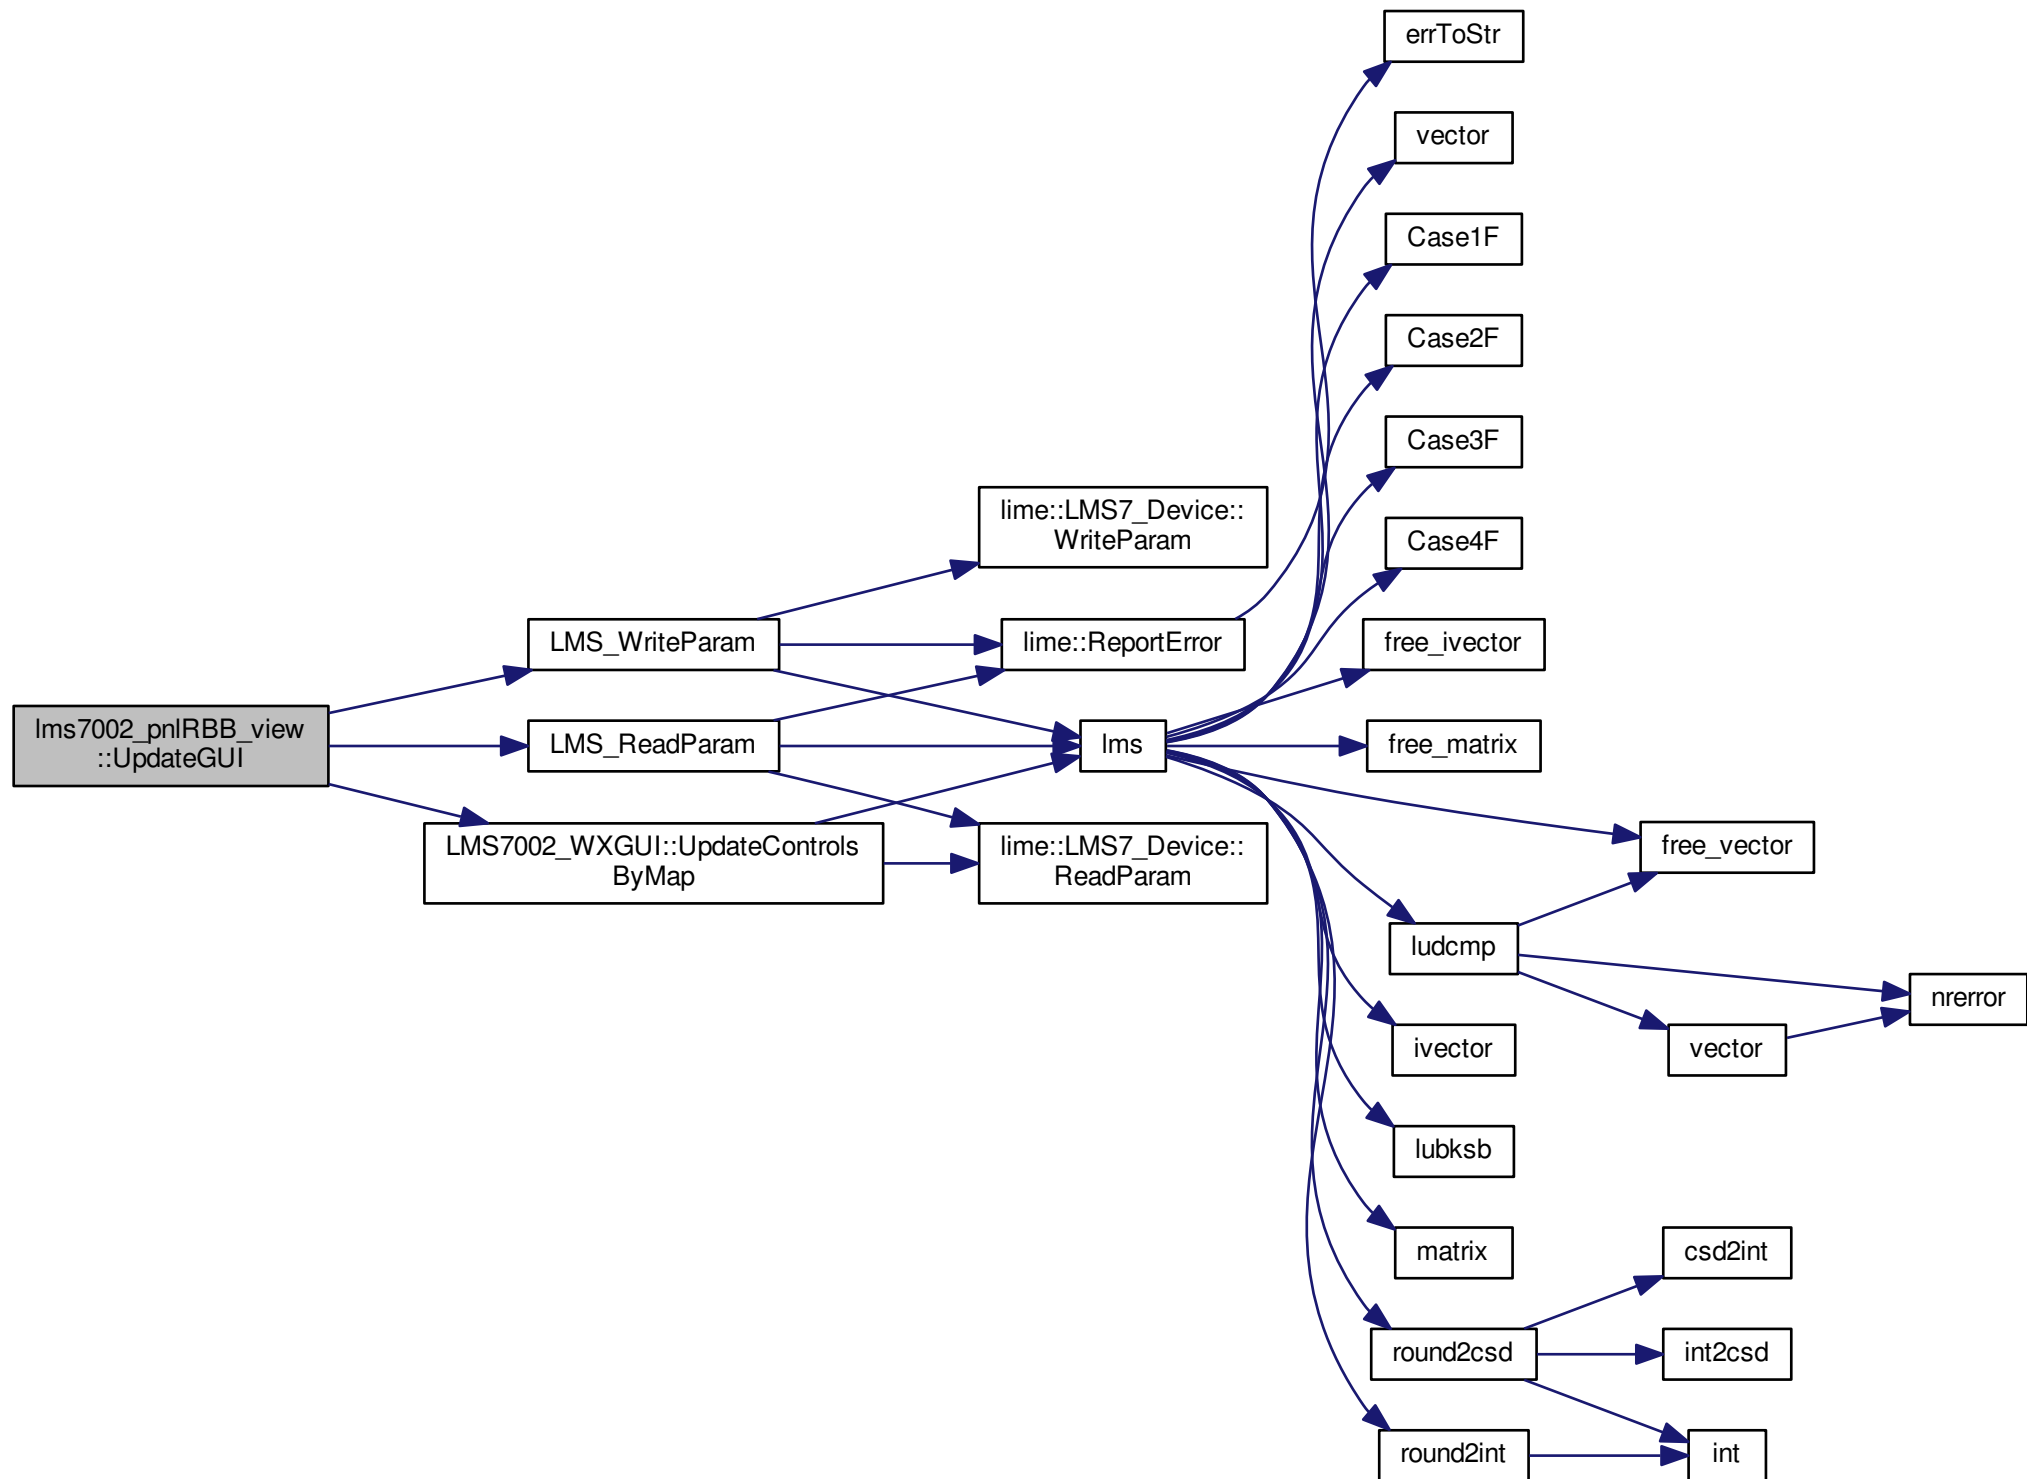 errToStr
vector
Case1F
Case2F
Case3F
lime::LMS7_Device::
WriteParam
Case4F
LMS_WriteParam
lime::ReportError
free_ivector
lms7002_pnlRBB_view
::UpdateGUI
LMS_ReadParam
lms
free_matrix
LMS7002_WXGUI::UpdateControls
ByMap
lime::LMS7_Device::
ReadParam
free_vector
ludcmp
nrerror
ivector
vector
lubksb
matrix
csd2int
round2csd
int2csd
round2int
int